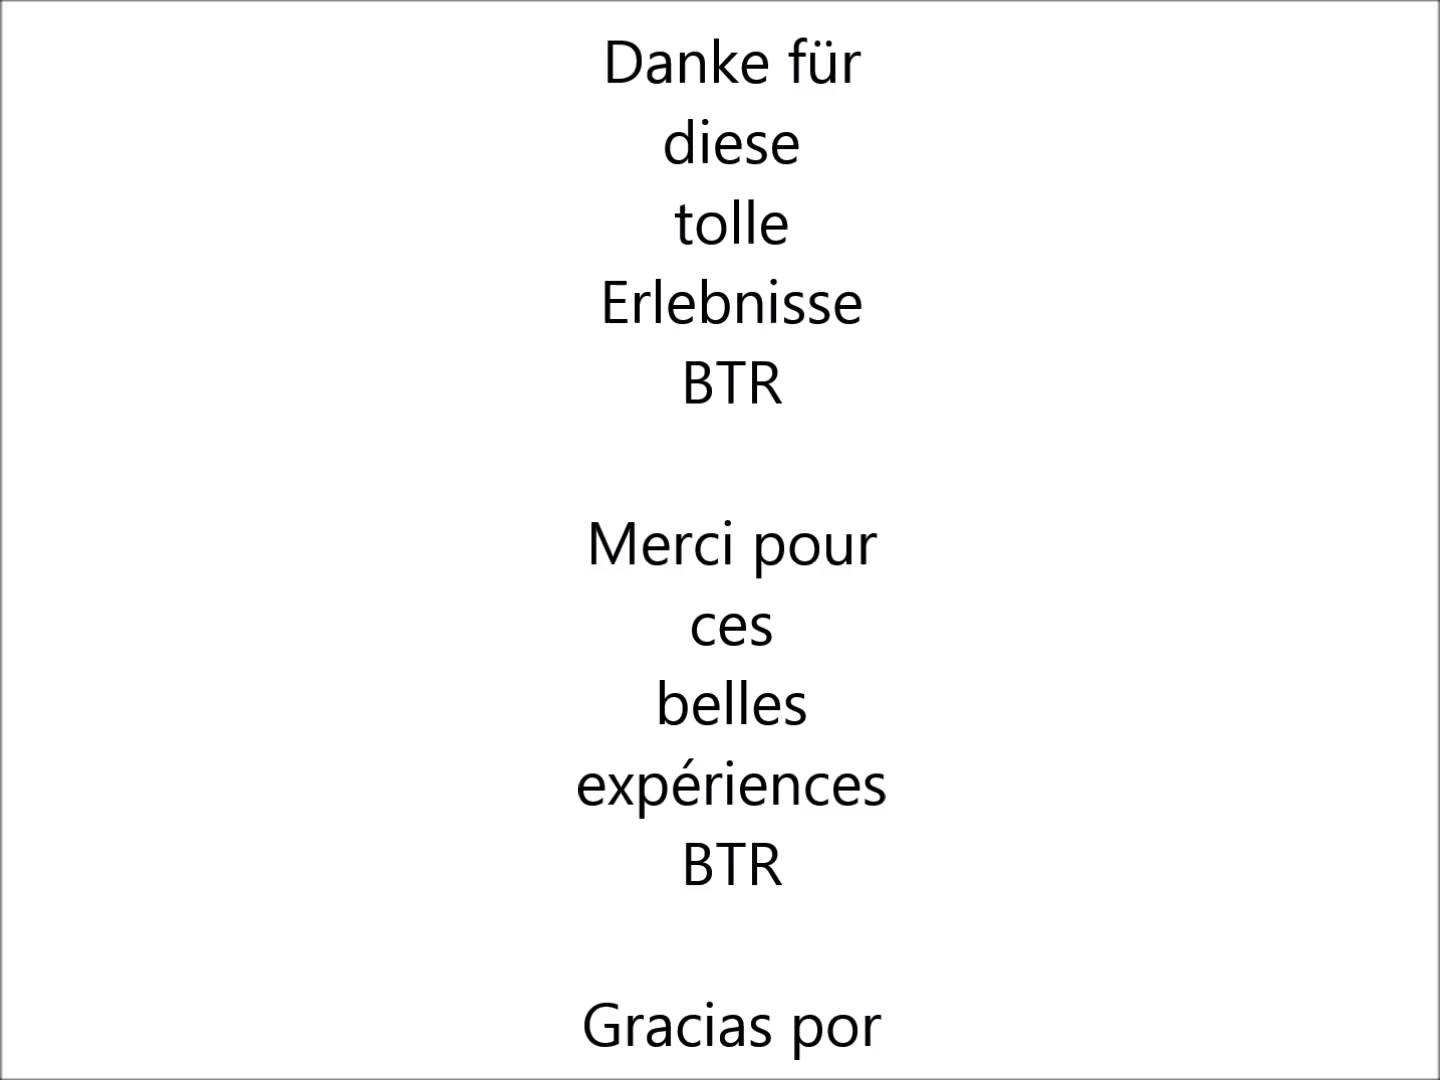 Danke für
diese
tolle
Erlebnisse
BTR
Merci pour
ces
belles
expériences
BTR
Gracias por